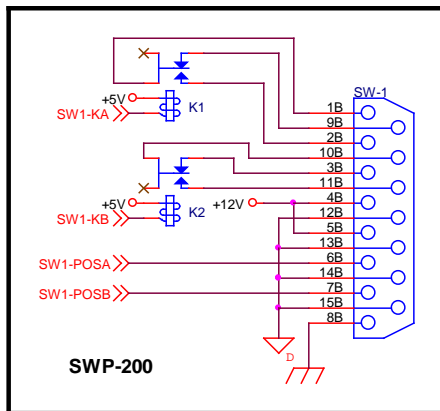 SW-1
+5V
K1
SW1-KA
1B
9B
2B
10B
3B
11B
+5V
K2
+12V
4B
SW1-KB
12B
5B
13B
SW1-POSA
6B
14B
SW1-POSB
7B
15B
8B
D
SWP-200